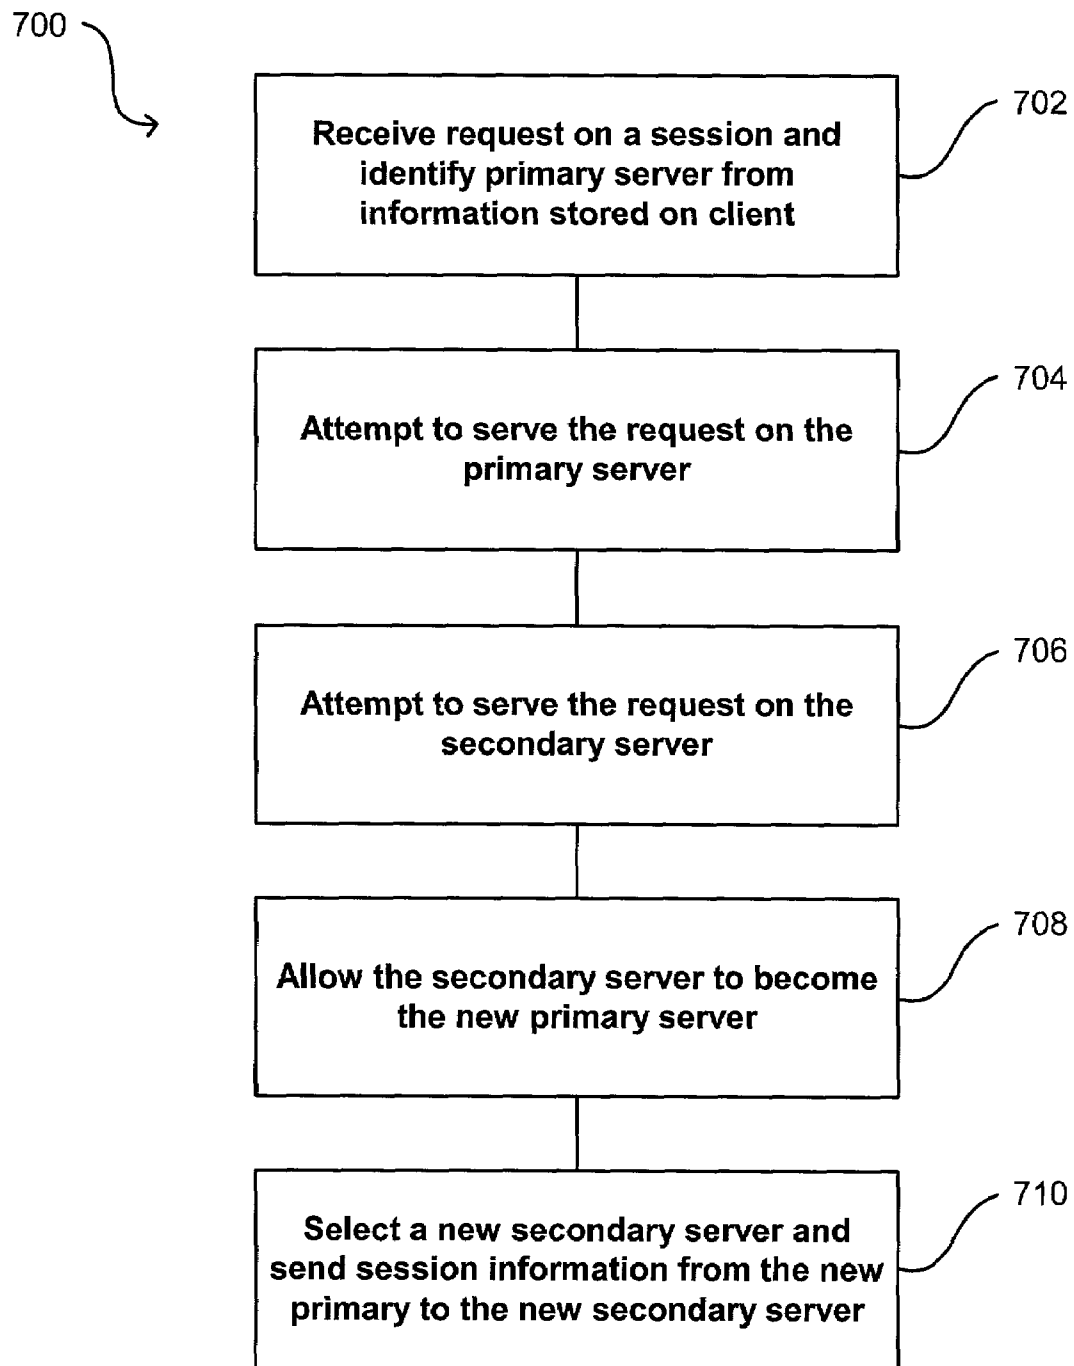 700
702
Receive request on a session and
identify primary server from
information stored on client
704
Attempt to serve the request on the
primary server
706
Attempt to serve the request on the
secondary server
708
Allow the secondary server to become
the new primary server
710
Select a new secondary server and
send session information from the new
primary to the new secondary server